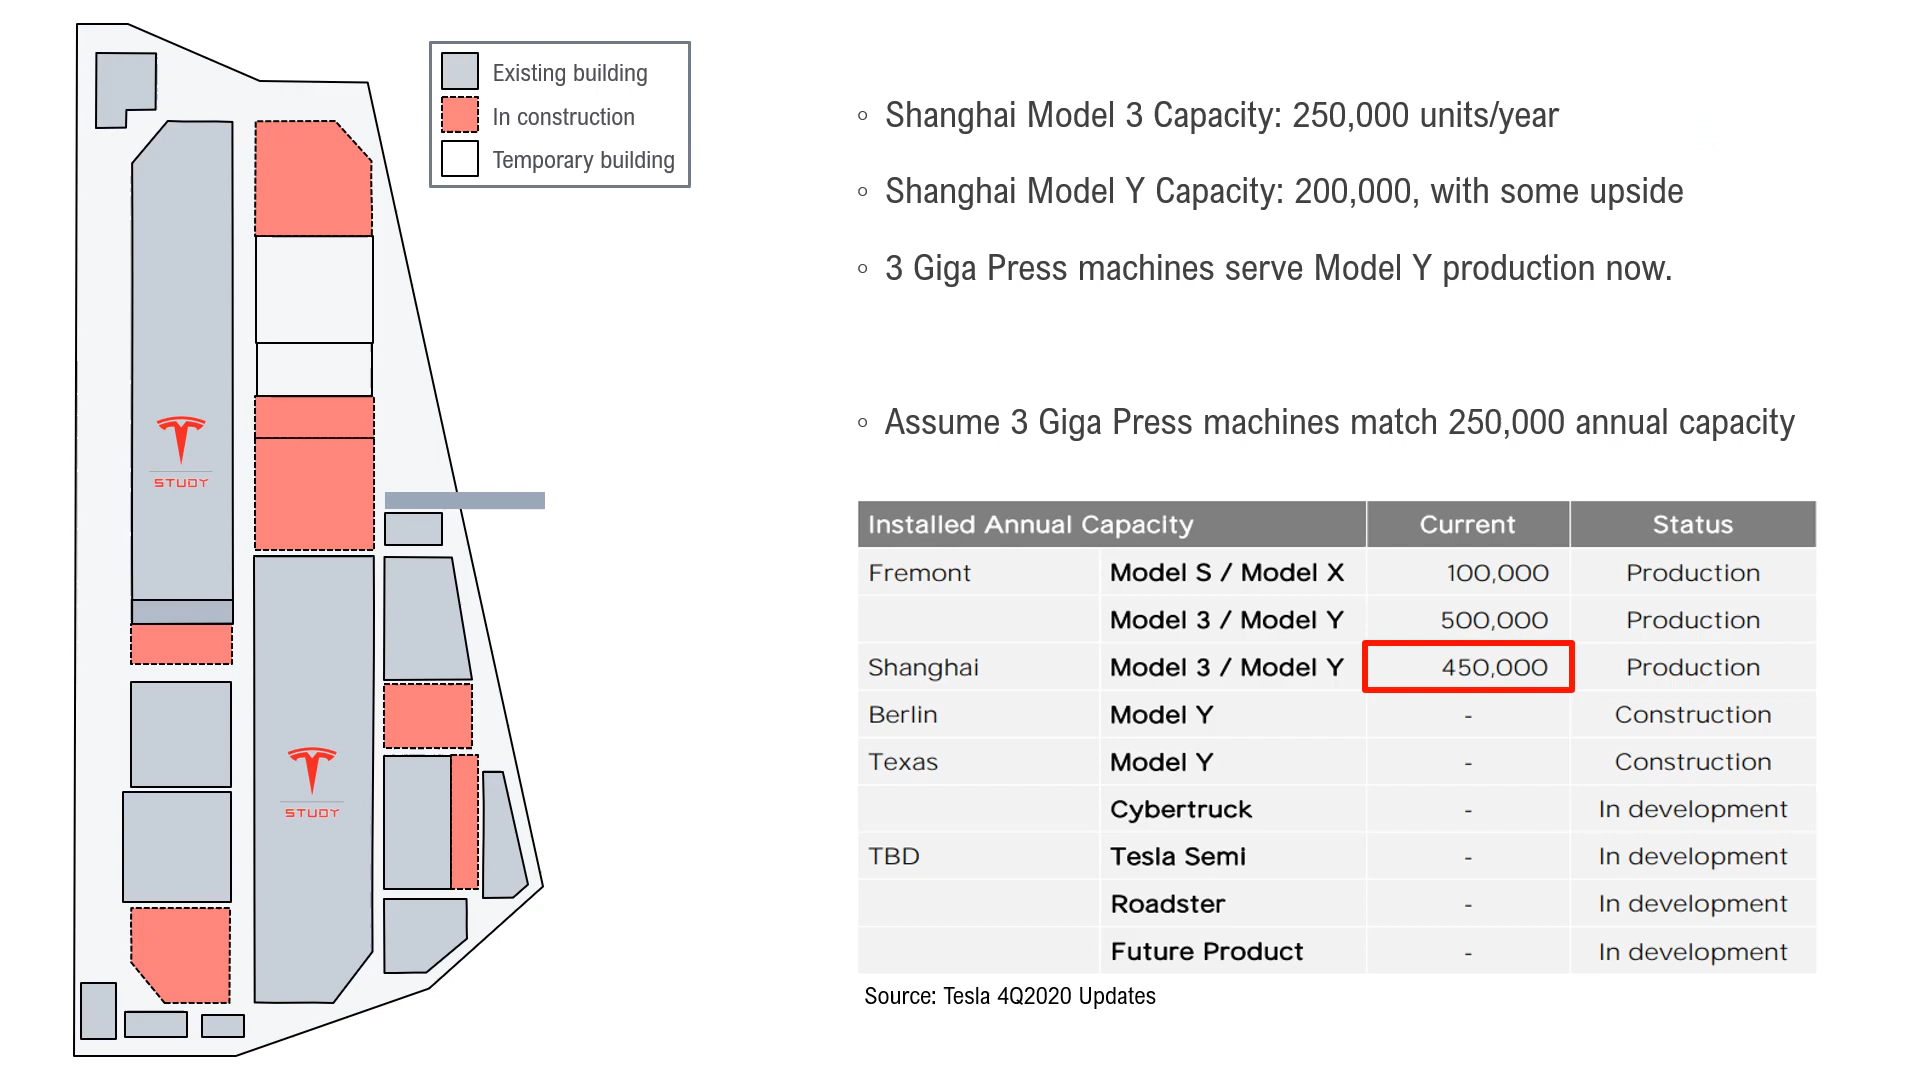 Existing building
In construction
Temporary building
STUDY
STUDY
◦ Shanghai Model 3 Capacity: 250,000 units/year
◦ Shanghai Model Y Capacity: 200,000, with some upside
◦ 3 Giga Press machines serve Model Y production now.
◦ Assume 3 Giga Press machines match 250,000 annual capacity
Installed Annual Capacity Current Status
Fremont Model S / Model X 100,000 Production
Model 3 / Model Y 500,000 Production
Shanghai Model 3 / Model Y 450,000 Production
Berlin Model Y - Construction
Texas Model Y - Construction
Cybertruck - In development
TBD Tesla Semi - In development
Roadster - In development
Future Product - In development
Source: Tesla 4Q2020 Updates